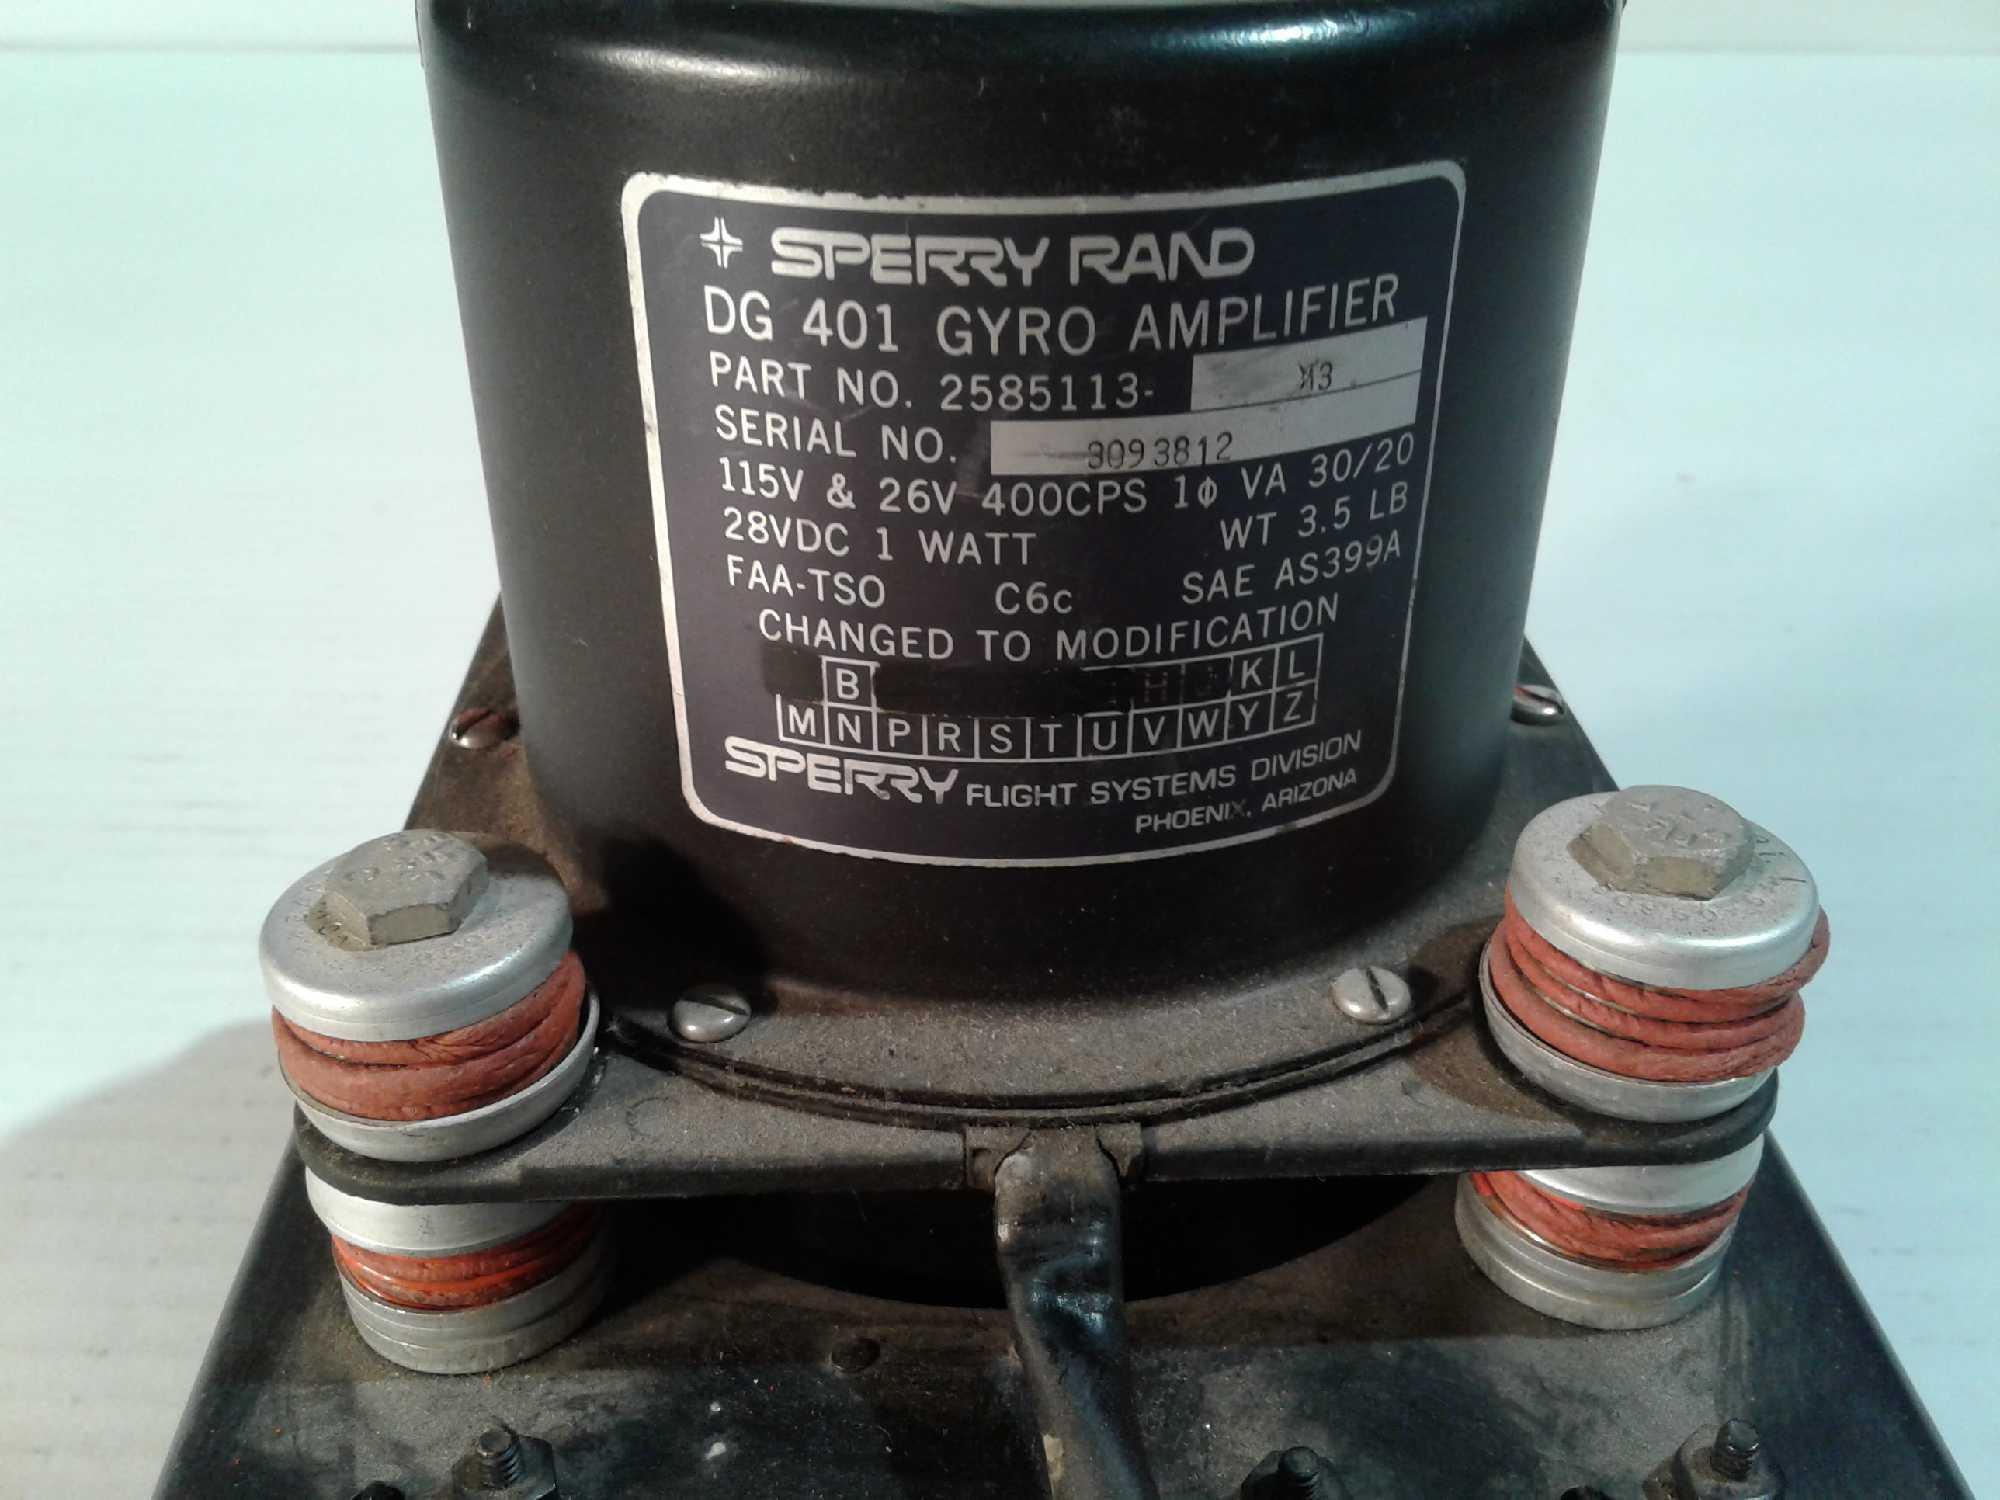 SPERRY RAND
DG 401 GYRO AMPLIFIER
PART NO. 2585113-
SERIAL NO. 3093812
115V & 26V 400CPS 1Φ VA 30/20
28VDC 1 WATT WT 3.5 LB
FAA-TSO C6c SAE AS399A
CHANGED TO MODIFICATION
B H J K L
M N P R S T U V W Y Z
SPERRY FLIGHT SYSTEMS DIVISION
PHOENIX, ARIZONA